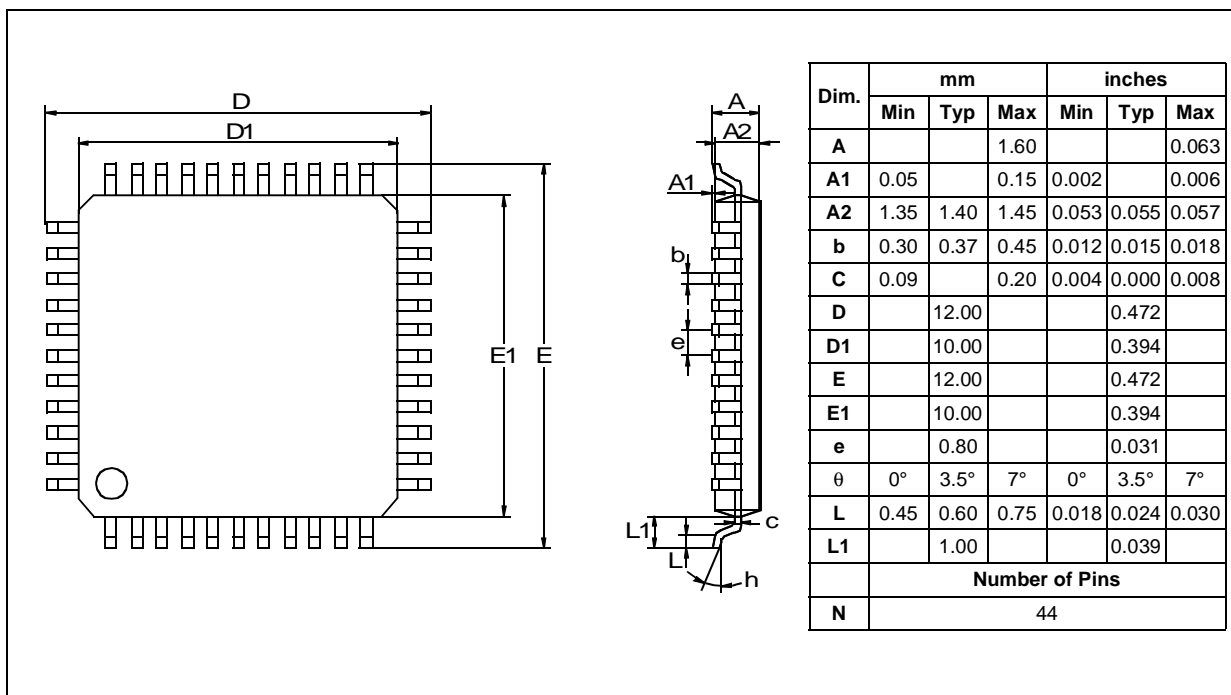 D
D1
A
A2
A1
b
e
E1
E
c
L1
L
h
Dim. mm inches
Min Typ Max Min Typ Max
A 1.60 0.063
A1 0.05 0.15 0.002 0.006
A2 1.35 1.40 1.45 0.053 0.055 0.057
b 0.30 0.37 0.45 0.012 0.015 0.018
C 0.09 0.20 0.004 0.000 0.008
D 12.00 0.472
D1 10.00 0.394
E 12.00 0.472
E1 10.00 0.394
e 0.80 0.031
θ 0° 3.5° 7° 0° 3.5° 7°
L 0.45 0.60 0.75 0.018 0.024 0.030
L1 1.00 0.039
Number of Pins
N 44